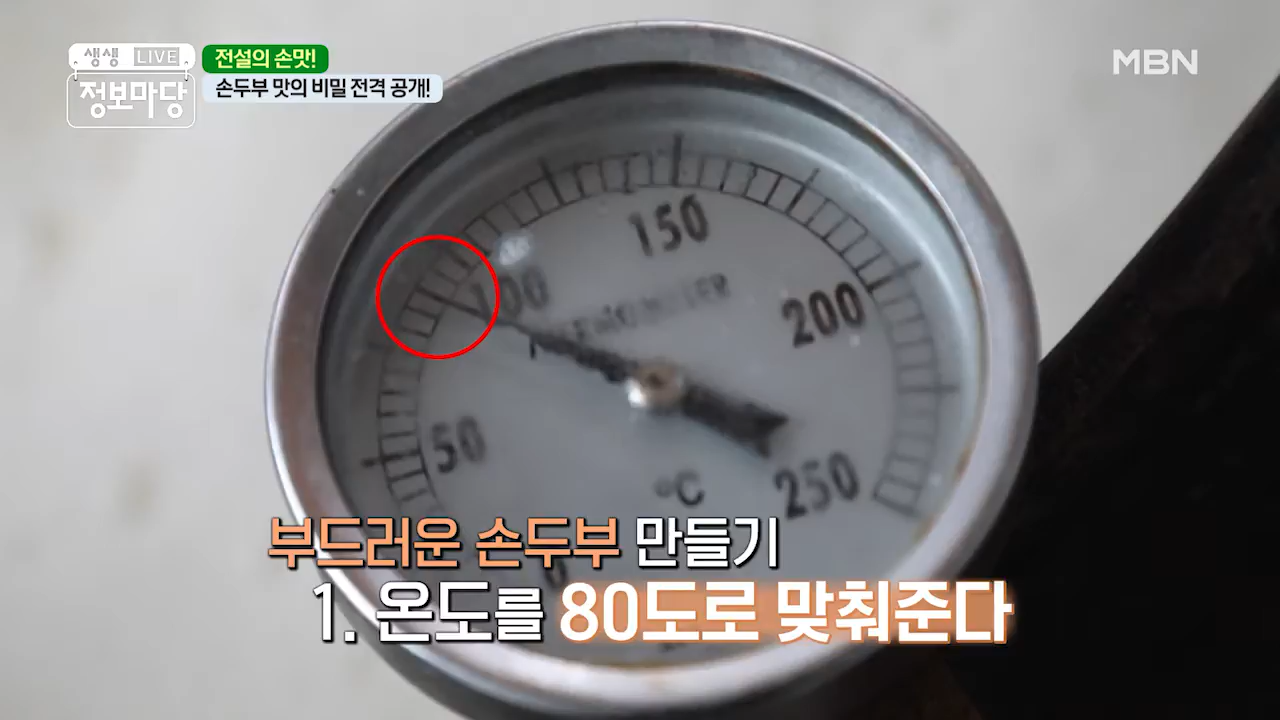 생생 LIVE
정보마당
전설의 손맛!
손두부 맛의 비밀 전격 공개!
MBN
150
100
200
THERMOMETER
50
°C
250
0
부드러운 손두부 만들기
1. 온도를 80도로 맞춰준다